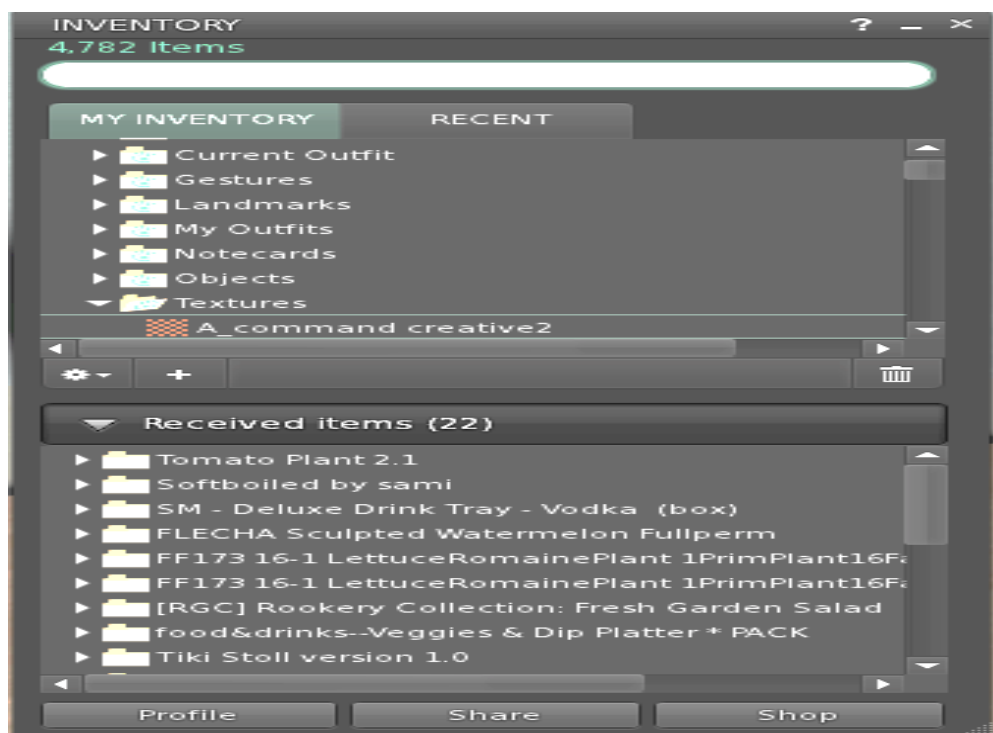 INVENTORY ? _ ×
4,782 Items
MY INVENTORY RECENT
Current Outfit
Gestures
Landmarks
My Outfits
Notecards
Objects
Textures
A_command creative2
Received items (22)
Tomato Plant 2.1
Softboiled by sami
SM - Deluxe Drink Tray - Vodka (box)
FLECHA Sculpted Watermelon Fullperm
FF173 16-1 LettuceRomainePlant 1PrimPlant16Fa
FF173 16-1 LettuceRomainePlant 1PrimPlant16Fa
[RGC] Rookery Collection: Fresh Garden Salad
food&drinks--Veggies & Dip Platter * PACK
Tiki Stoll version 1.0
Profile Share Shop